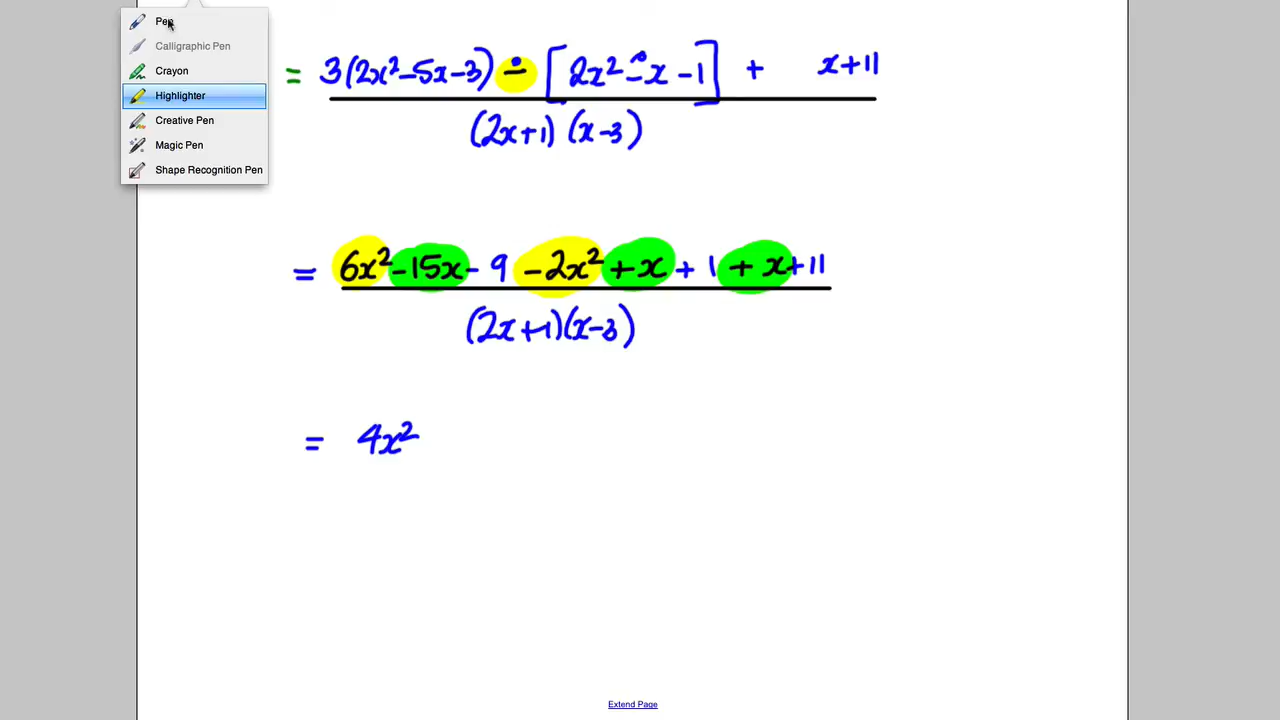 Pen
Calligraphic Pen
Crayon
Highlighter
Creative Pen
Magic Pen
Shape Recognition Pen
= 3(2x²-5x-3) - [2x²-x-1] + x+11
(2x+1)(x-3)
= 6x²-15x-9-2x²+x+1+x+11
(2x+1)(x-3)
= 4x²
Extend Page